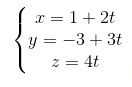 x = 1 + 2t
y = −3 + 3t
z = 4t